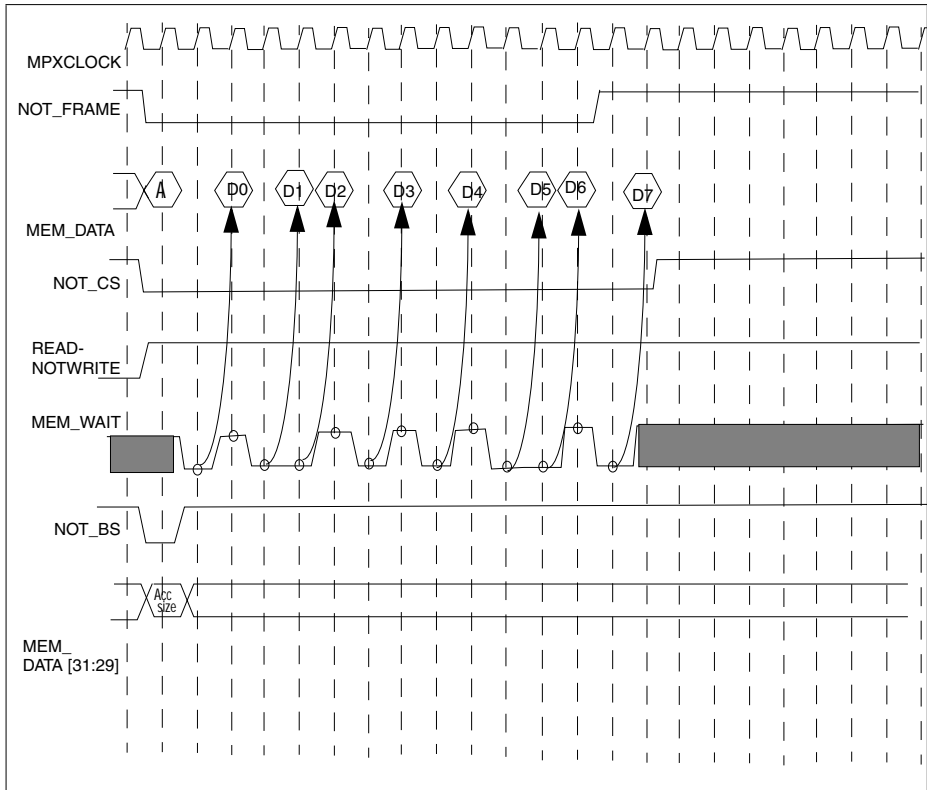 MPXCLOCK
NOT_FRAME
A D0 D1 D2 D3 D4 D5 D6 D7
MEM_DATA
NOT_CS
READ-
NOTWRITE
MEM_WAIT
NOT_BS
Acc
size
MEM_
DATA [31:29]